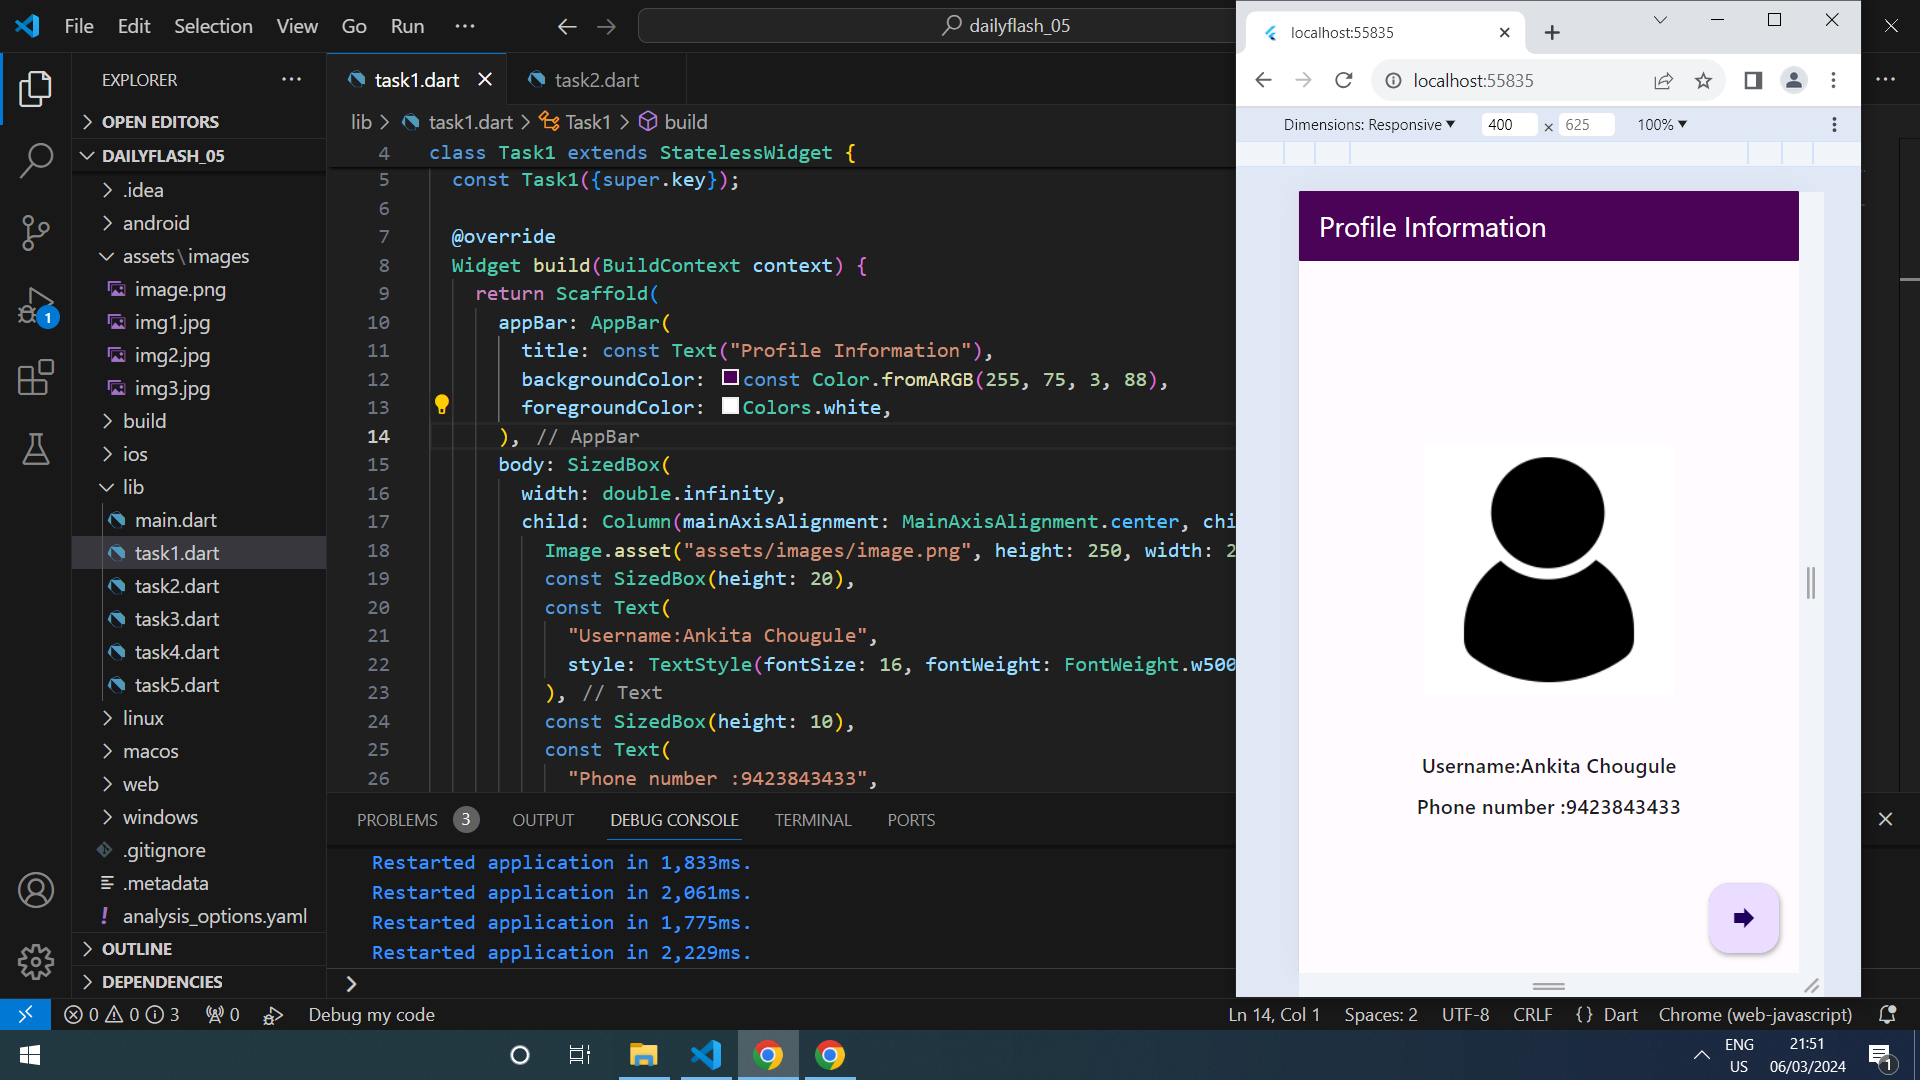 File Edit Selection View Go Run ···
dailyflash_05
EXPLORER
OPEN EDITORS
DAILYFLASH_05
.idea
android
assets\images
image.png
img1.jpg
img2.jpg
img3.jpg
build
ios
lib
main.dart
task1.dart
task2.dart
task3.dart
task4.dart
task5.dart
linux
macos
web
windows
.gitignore
.metadata
analysis_options.yaml
OUTLINE
DEPENDENCIES
1
task1.dart
task2.dart
lib > task1.dart > Task1 > build
4 class Task1 extends StatelessWidget {
5 const Task1({super.key});
6
7 @override
8 Widget build(BuildContext context) {
9 return Scaffold(
10 appBar: AppBar(
11 title: const Text("Profile Information"),
12 backgroundColor: const Color.fromARGB(255, 75, 3, 88),
13 foregroundColor: Colors.white,
14 ), // AppBar
15 body: SizedBox(
16 width: double.infinity,
17 child: Column(mainAxisAlignment: MainAxisAlignment.center, chi
18 Image.asset("assets/images/image.png", height: 250, width: 2
19 const SizedBox(height: 20),
20 const Text(
21 "Username:Ankita Chougule",
22 style: TextStyle(fontSize: 16, fontWeight: FontWeight.w500
23 ), // Text
24 const SizedBox(height: 10),
25 const Text(
26 "Phone number :9423843433",
PROBLEMS 3 OUTPUT DEBUG CONSOLE TERMINAL PORTS
Restarted application in 1,833ms.
Restarted application in 2,061ms.
Restarted application in 1,775ms.
Restarted application in 2,229ms.
>
localhost:55835
localhost:55835
Dimensions: Responsive ▼ 400 × 625 100% ▼
Profile Information
Username:Ankita Chougule
Phone number :9423843433
0 0 3 0 Debug my code
Ln 14, Col 1 Spaces: 2 UTF-8 CRLF {} Dart Chrome (web-javascript)
ENG
US
21:51
06/03/2024
1